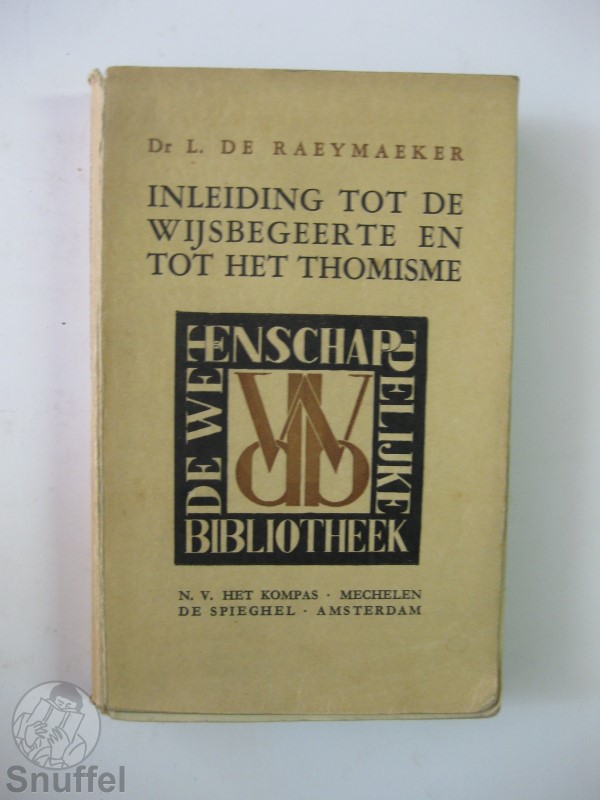 Dr L. DE RAEYMAEKER
INLEIDING TOT DE
WIJSBEGEERTE EN
TOT HET THOMISME
DE WETENSCHAPPELIJKE
BIBLIOTHEEK
Wdb
N. V. HET KOMPAS · MECHELEN
DE SPIEGHEL · AMSTERDAM
Snuffel